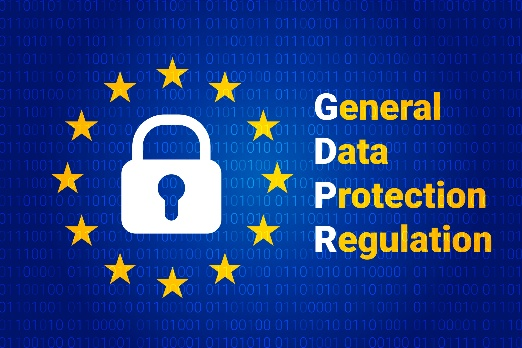 General
Data
Protection
Regulation